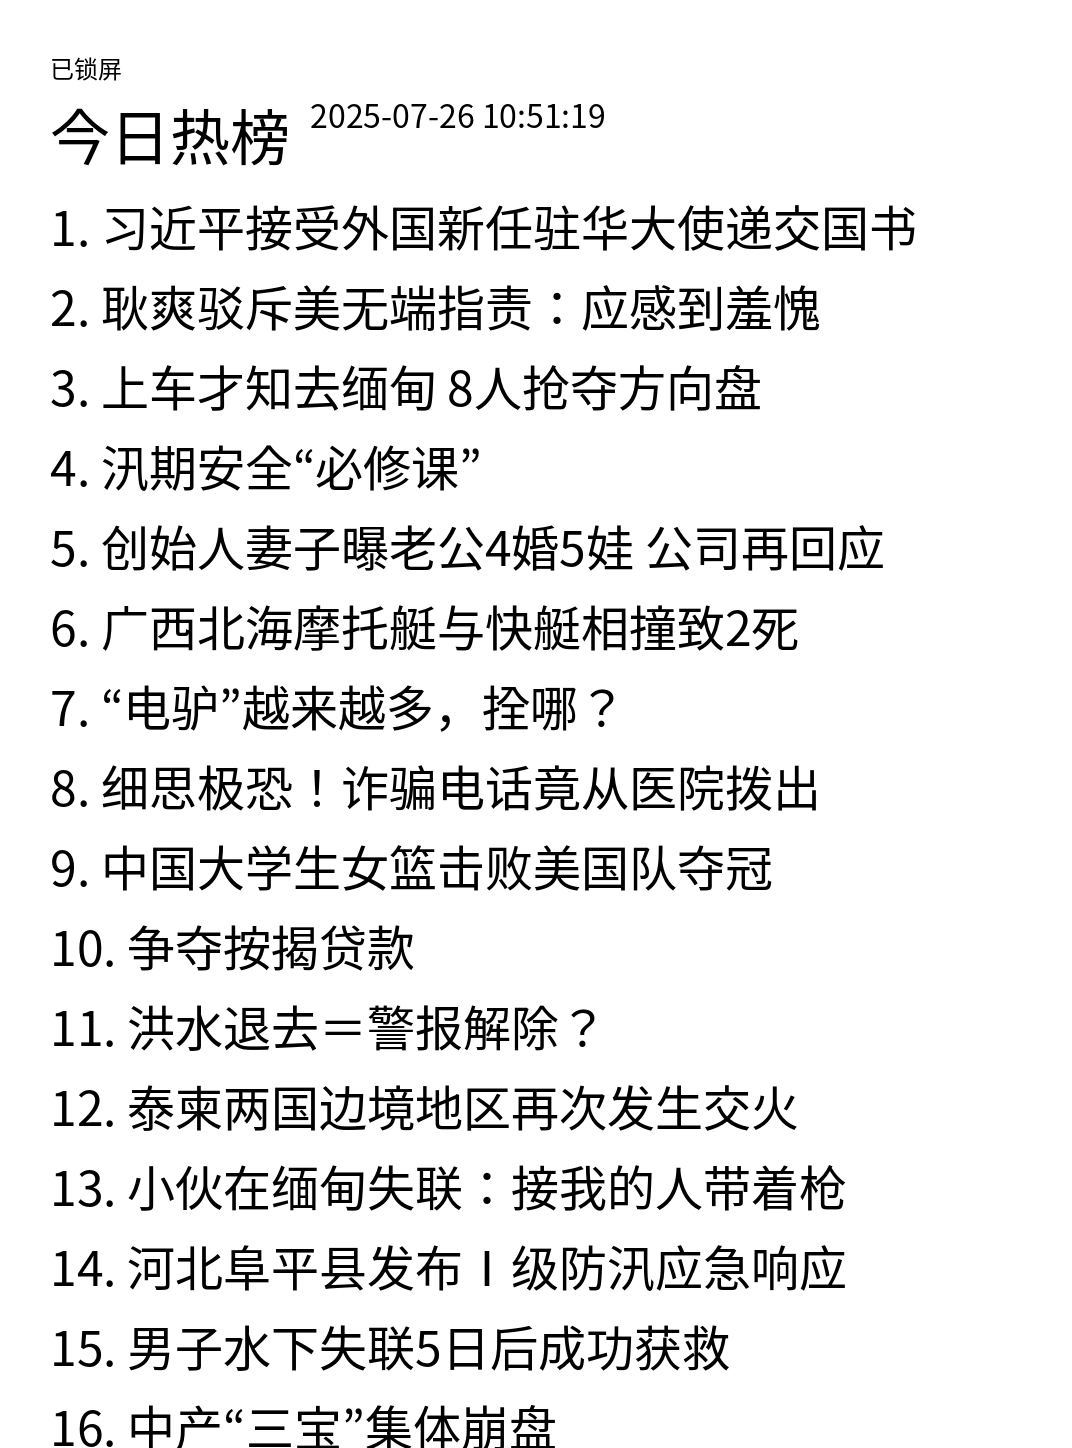 已锁屏
今日热榜 2025-07-26 10:51:19
1. 习近平接受外国新任驻华大使递交国书
2. 耿爽驳斥美无端指责：应感到羞愧
3. 上车才知去缅甸 8人抢夺方向盘
4. 汛期安全“必修课”
5. 创始人妻子曝老公4婚5娃 公司再回应
6. 广西北海摩托艇与快艇相撞致2死
7. “电驴”越来越多，拴哪？
8. 细思极恐！诈骗电话竟从医院拨出
9. 中国大学生女篮击败美国队夺冠
10. 争夺按揭贷款
11. 洪水退去＝警报解除？
12. 泰柬两国边境地区再次发生交火
13. 小伙在缅甸失联：接我的人带着枪
14. 河北阜平县发布Ⅰ级防汛应急响应
15. 男子水下失联5日后成功获救
16. 中产“三宝”集体崩盘